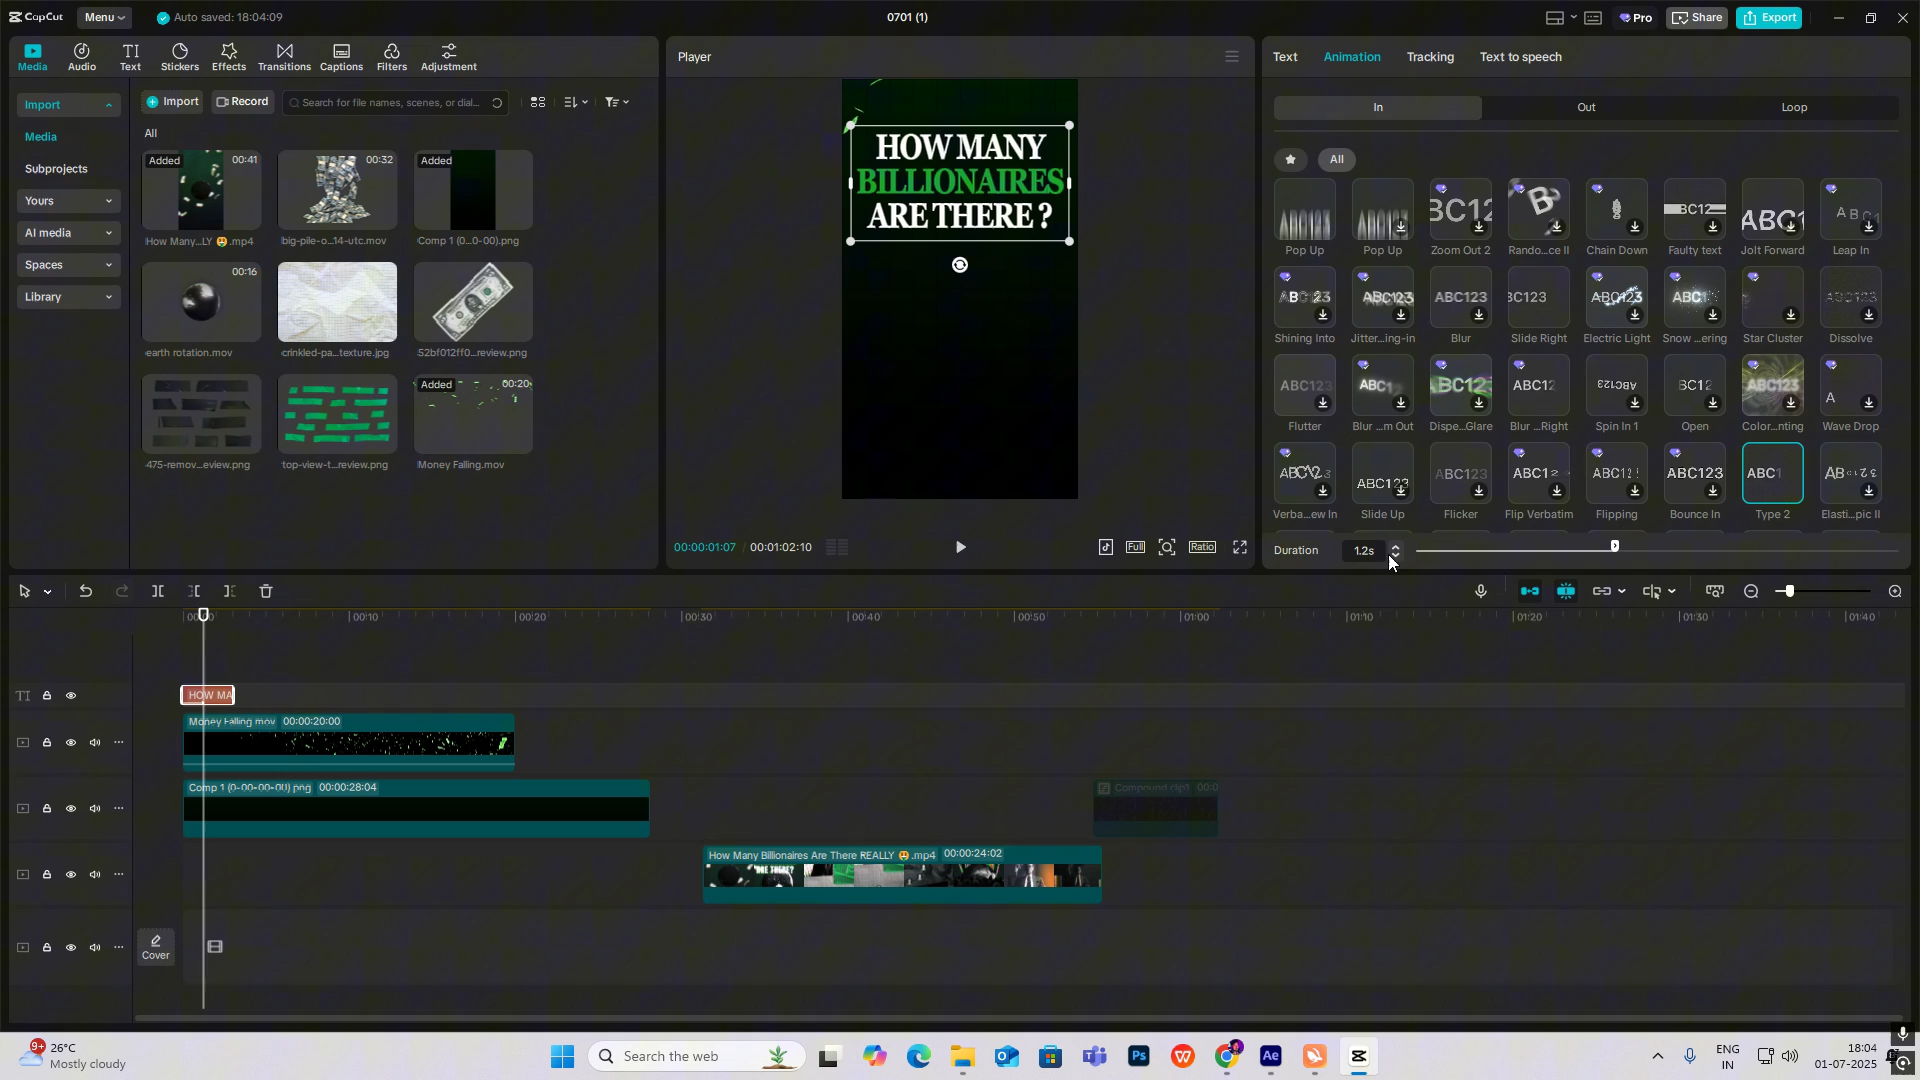 CapCut
Menu
Auto saved: 18:04:09
0701 (1)
Pro
Share
Export
Media
Audio
Text
Stickers
Effects
Transitions
Captions
Filters
Adjustment
Import
Media
Subprojects
Yours
AI media
Spaces
Library
Import
Record
Search for file names, scenes, or dial...
All
Added 00:41
00:32
Added
How Many...LY 🤑.mp4
big-pile-o...14-utc.mov
Comp 1 (0...0-00).png
00:16
earth rotation.mov
crinkled-pa...texture.jpg
52bf012ff0...review.png
Added 00:20
475-remov...eview.png
top-view-t...review.png
Money Falling.mov
Player
HOW MANY
BILLIONAIRES
ARE THERE ?
00:00:01:07 / 00:01:02:10
Full
Ratio
Text
Animation
Tracking
Text to speech
In
Out
Loop
All
Pop Up
Pop Up
Zoom Out 2
Rando...ce II
Chain Down
Faulty text
Jolt Forward
Leap In
Shining Into
Jitter...ing-in
Blur
Slide Right
Electric Light
Snow ...ering
Star Cluster
Dissolve
Flutter
Blur ...m Out
Dispe...Glare
Blur ...Right
Spin In 1
Open
Color...nting
Wave Drop
Verba...ew In
Slide Up
Flicker
Flip Verbatim
Flipping
Bounce In
Type 2
Elasti...pic II
Duration
1.2s
00:00
00:10
00:20
00:30
00:40
00:50
01:00
01:10
01:20
01:30
01:40
TI
HOW MA
Money Falling.mov 00:00:20:00
Comp 1 (0-00-00-00).png 00:00:28:04
Compound clip1 00:0
How Many Billionaires Are There REALLY 🤑.mp4 00:00:24:02
Cover
9+
26°C
Mostly cloudy
Search the web
Ps
Ae
ENG
IN
18:04
01-07-2025